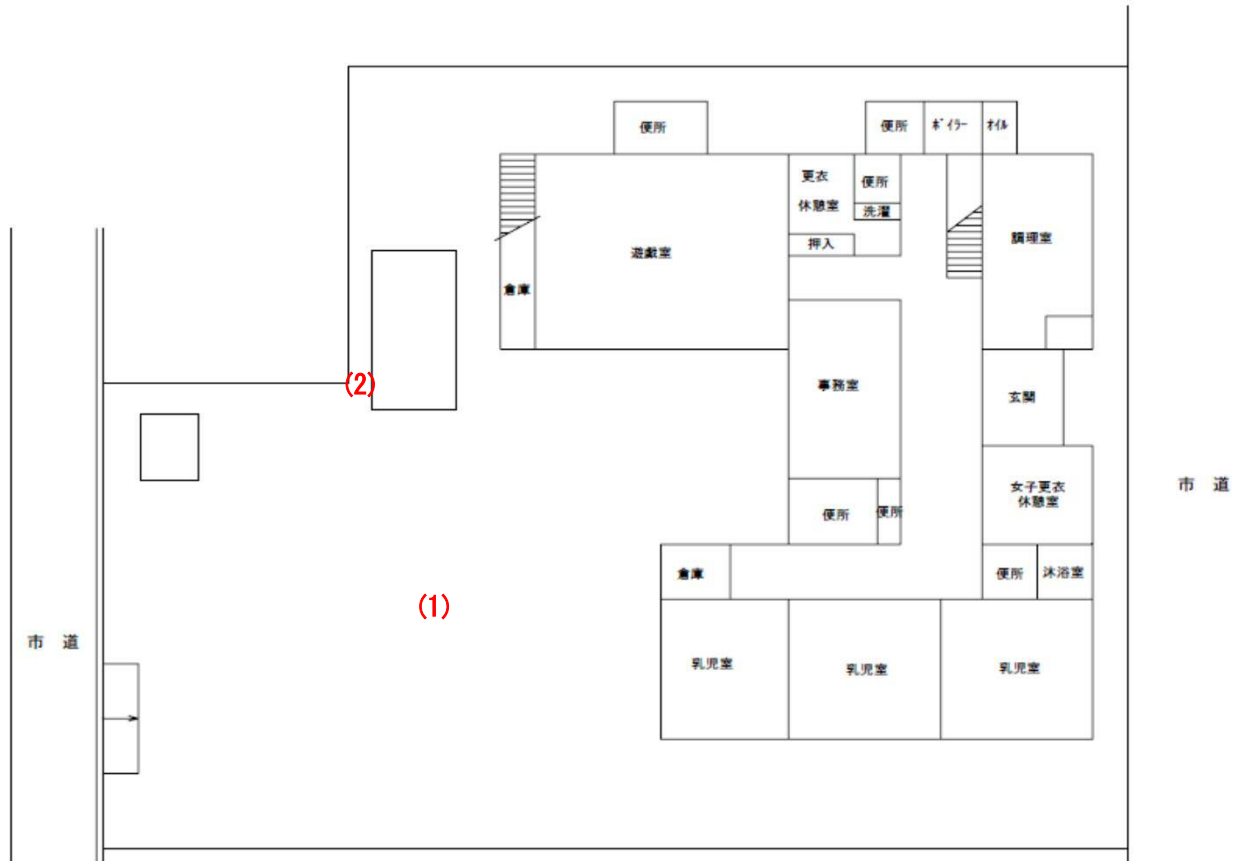 便所
便所
ボイラー
オイル
更衣
休憩室
便所
洗濯
押入
遊戯室
倉庫
調理室
(2)
事務室
玄関
市 道
女子更衣
休憩室
便所
便所
倉庫
便所
沐浴室
(1)
市 道
乳児室
乳児室
乳児室